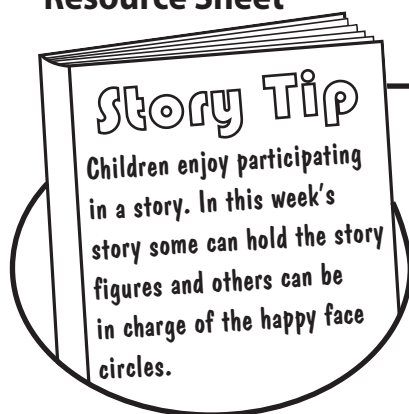 Resource Sheet
Story Tip
Children enjoy participating
in a story. In this week's
story some can hold the story
figures and others can be
in charge of the happy face
circles.